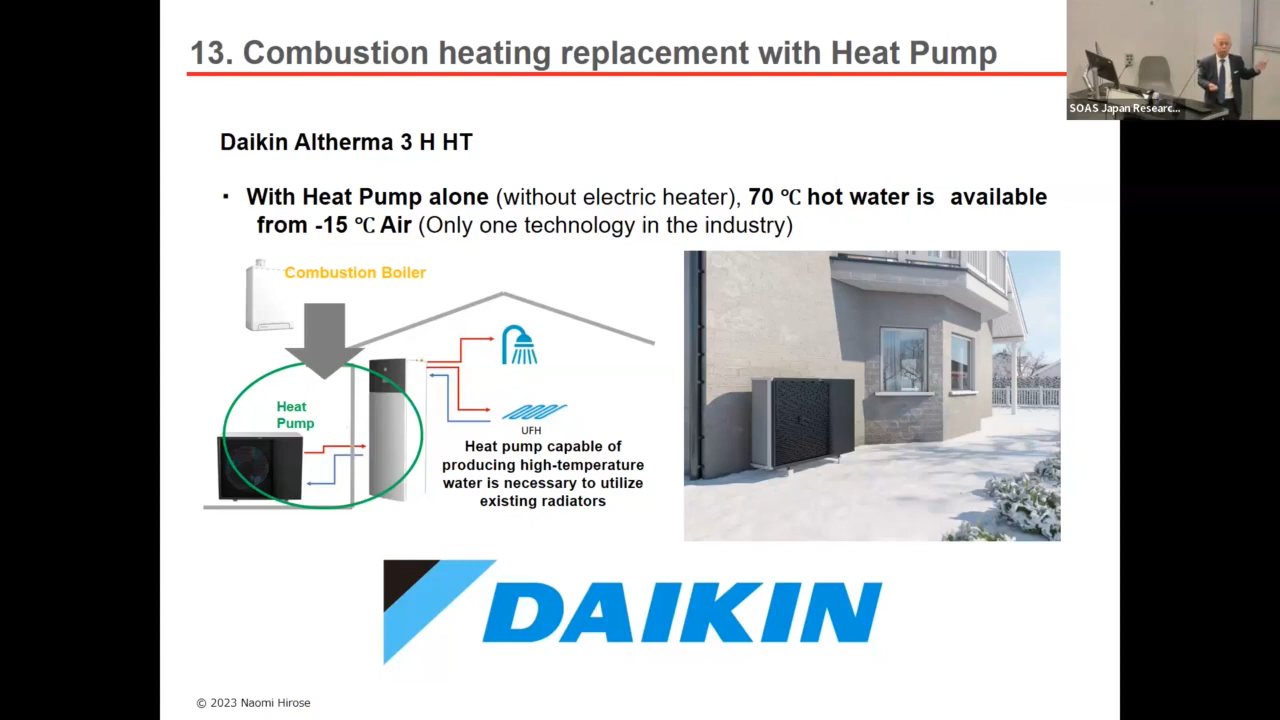 13. Combustion heating replacement with Heat Pump
SOAS Japan Researc...
Daikin Altherma 3 H HT
▪ With Heat Pump alone (without electric heater), 70 ℃ hot water is available
from -15 ℃ Air (Only one technology in the industry)
Combustion Boiler
Heat
Pump
UFH
Heat pump capable of
producing high-temperature
water is necessary to utilize
existing radiators
DAIKIN
© 2023 Naomi Hirose